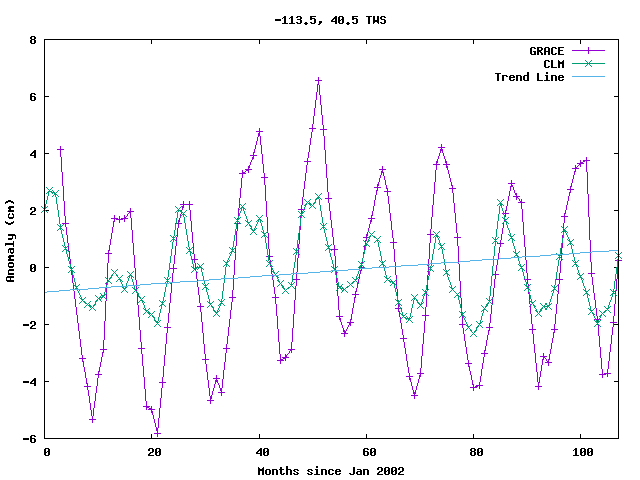 -113.5, 40.5 TWS
GRACE
CLM
Trend Line
Anomaly (cm)
8
6
4
2
0
-2
-4
-6
0 20 40 60 80 100
Months since Jan 2002